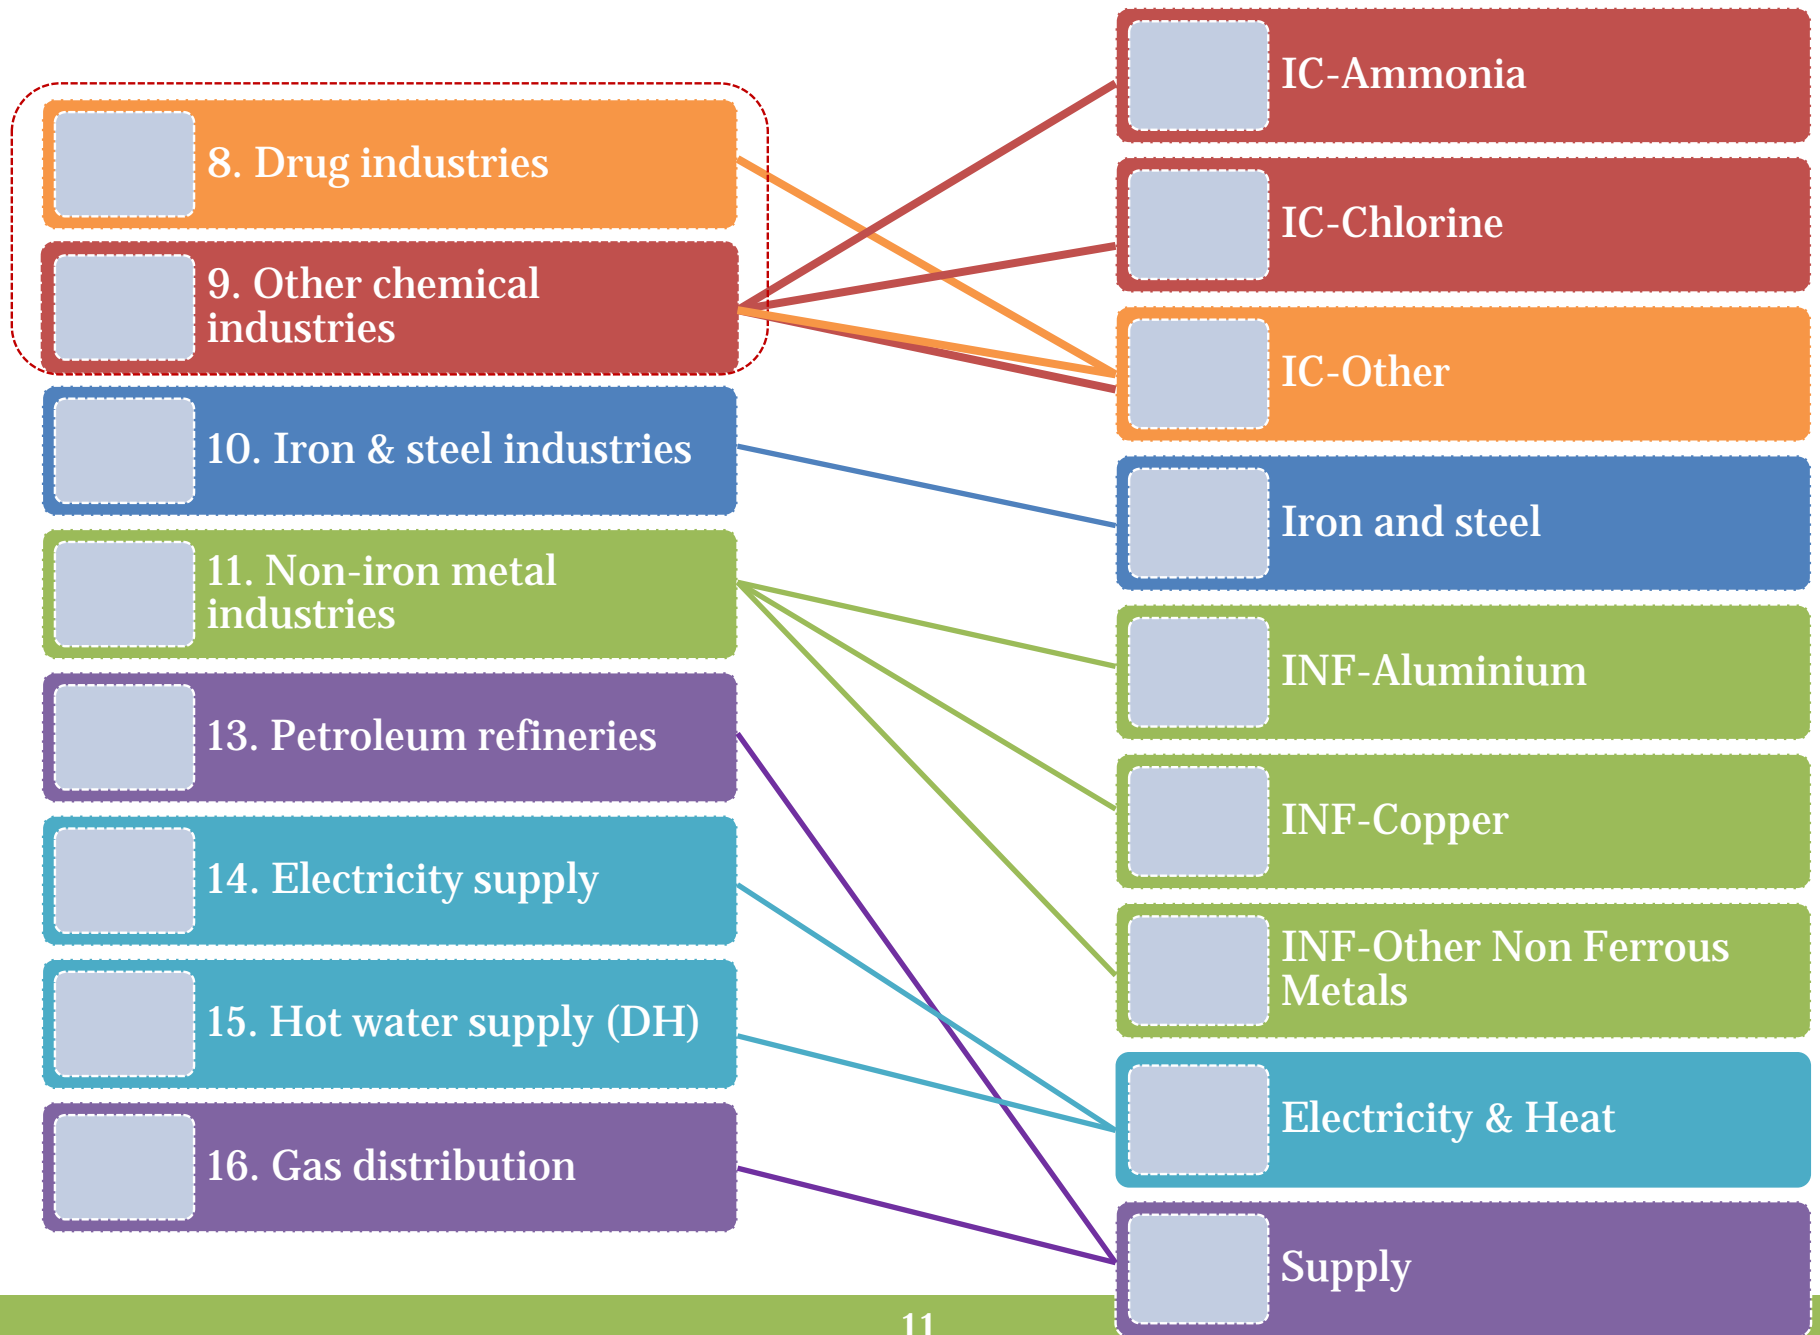 8. Drug industries
9. Other chemical
industries
10. Iron & steel industries
11. Non-iron metal
industries
13. Petroleum refineries
14. Electricity supply
15. Hot water supply (DH)
16. Gas distribution
IC-Ammonia
IC-Chlorine
IC-Other
Iron and steel
INF-Aluminium
INF-Copper
INF-Other Non Ferrous
Metals
Electricity & Heat
Supply
11